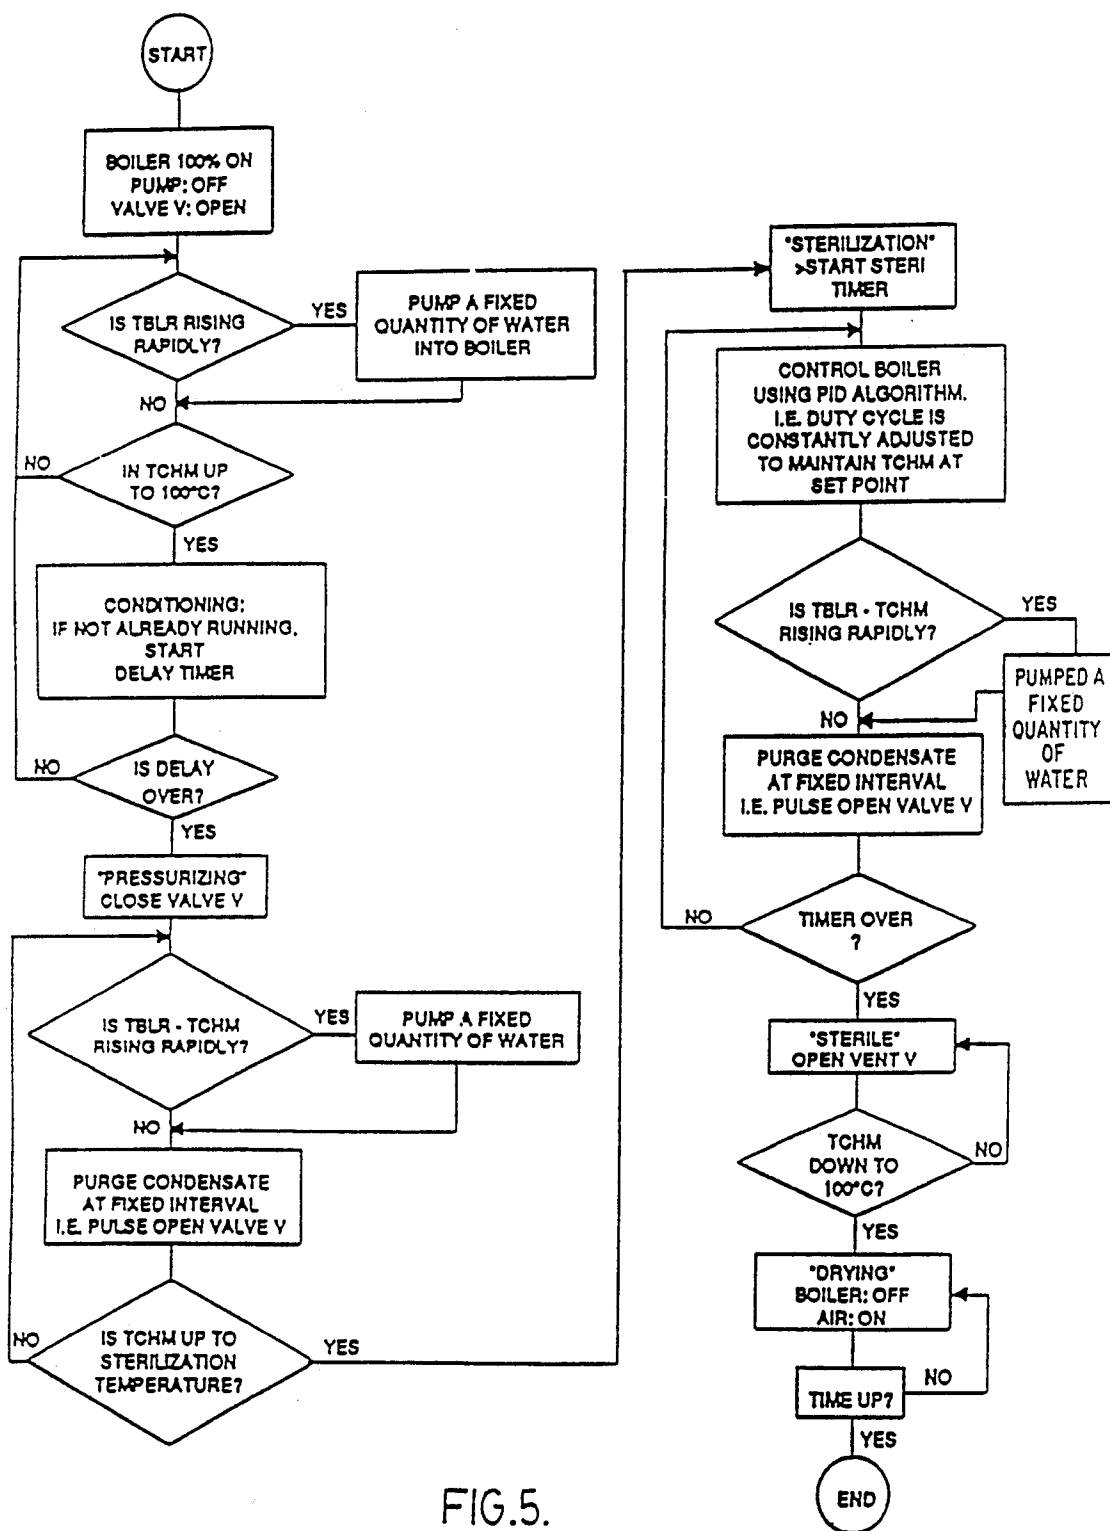 START
BOILER 100% ON
PUMP: OFF
VALVE V: OPEN
IS TBLR RISING
RAPIDLY?
YES
PUMP A FIXED
QUANTITY OF WATER
INTO BOILER
NO
IN TCHM UP
TO 100°C?
NO
YES
CONDITIONING:
IF NOT ALREADY RUNNING.
START
DELAY TIMER
IS DELAY
OVER?
NO
YES
"PRESSURIZING"
CLOSE VALVE V
IS TBLR - TCHM
RISING RAPIDLY?
YES
PUMP A FIXED
QUANTITY OF WATER
NO
PURGE CONDENSATE
AT FIXED INTERVAL
I.E. PULSE OPEN VALVE V
IS TCHM UP TO
STERILIZATION
TEMPERATURE?
NO
YES
"STERILIZATION"
>START STERI
TIMER
CONTROL BOILER
USING PID ALGORITHM.
I.E. DUTY CYCLE IS
CONSTANTLY ADJUSTED
TO MAINTAIN TCHM AT
SET POINT
IS TBLR - TCHM
RISING RAPIDLY?
YES
PUMPED A
FIXED
QUANTITY
OF
WATER
NO
PURGE CONDENSATE
AT FIXED INTERVAL
I.E. PULSE OPEN VALVE V
TIMER OVER
?
NO
YES
"STERILE"
OPEN VENT V
TCHM
DOWN TO
100°C?
NO
YES
"DRYING"
BOILER: OFF
AIR: ON
TIME UP?
NO
YES
END
FIG.5.